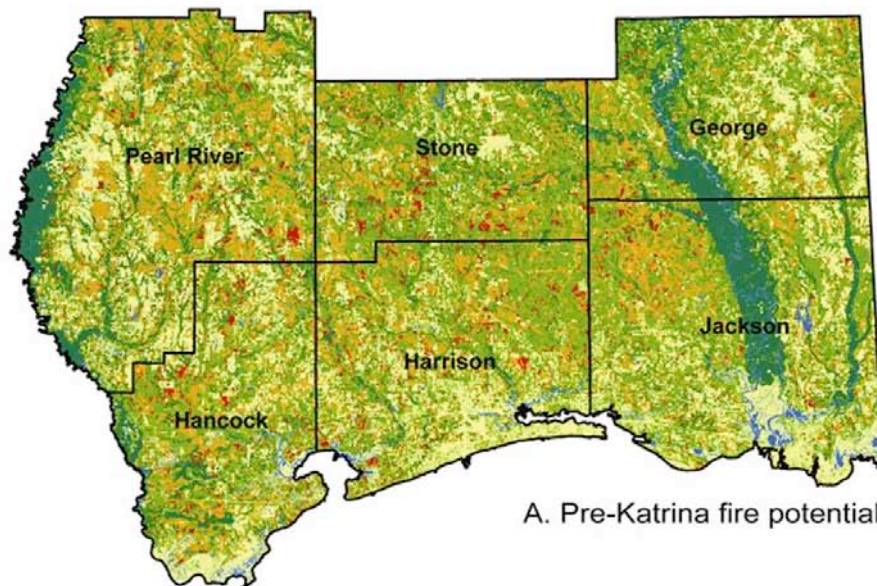 George
Pearl River
Stone
Jackson
Harrison
Hancock
A. Pre-Katrina fire potential